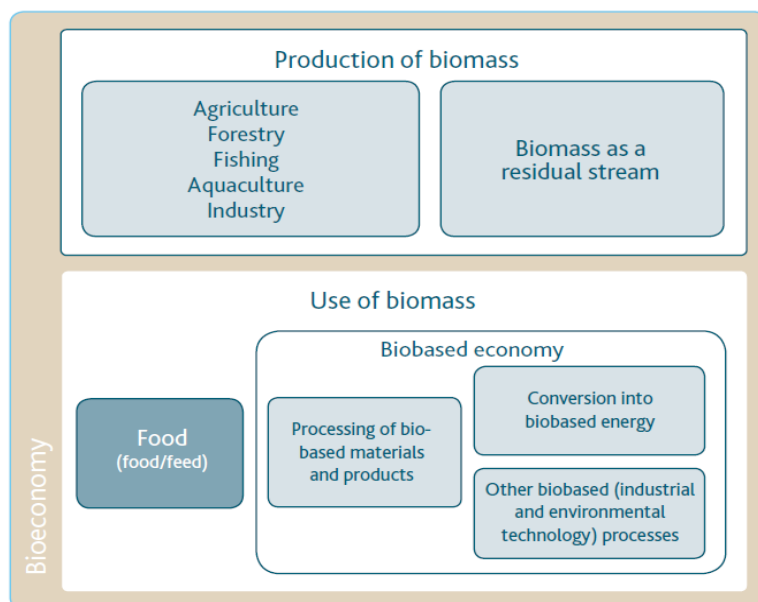 Production of biomass
Agriculture
Forestry
Fishing
Aquaculture
Industry
Biomass as a
residual stream
Use of biomass
Biobased economy
Food
(food/feed)
Processing of bio-
based materials
and products
Conversion into
biobased energy
Other biobased (industrial
and environmental
technology) processes
Bioeconomy